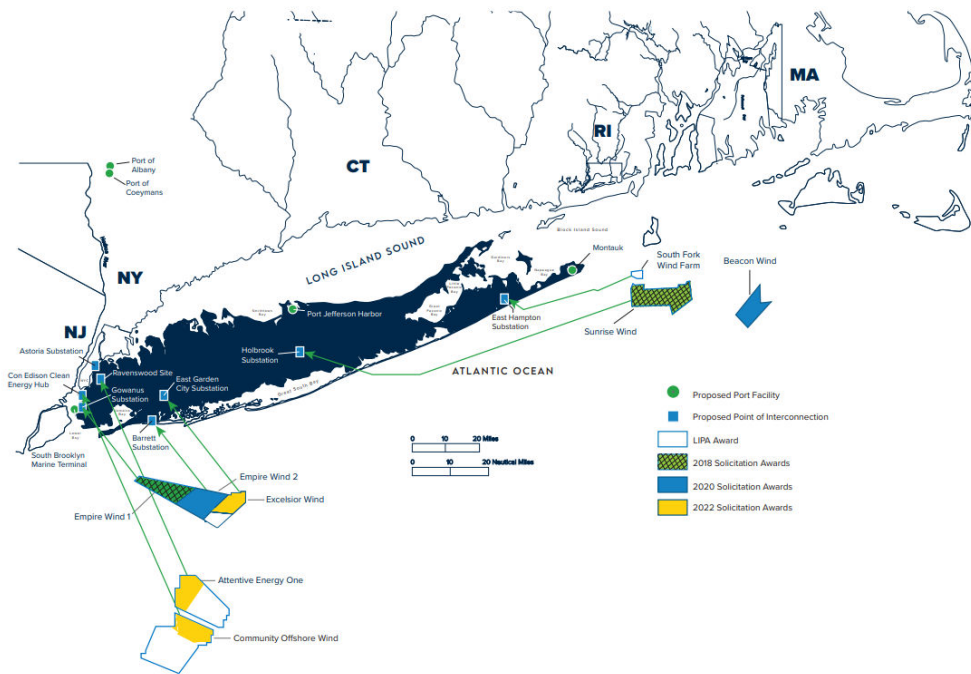 MA
RI
CT
Port of
Albany
Port of
Coeymans
NY
NJ
LONG ISLAND SOUND
Block Island Sound
Montauk
South Fork
Wind Farm
Beacon Wind
Port Jefferson Harbor
East Hampton
Substation
Sunrise Wind
Holbrook
Substation
ATLANTIC OCEAN
Great South Bay
Astoria Substation
Ravenswood Site
Con Edison Clean
Energy Hub
Gowanus
Substation
East Garden
City Substation
Barrett
Substation
Lower
Bay
South Brooklyn
Marine Terminal
Empire Wind 2
Excelsior Wind
Empire Wind 1
Attentive Energy One
Community Offshore Wind
0 10 20 Miles
0 10 20 Nautical Miles
Proposed Port Facility
Proposed Point of Interconnection
LIPA Award
2018 Solicitation Awards
2020 Solicitation Awards
2022 Solicitation Awards